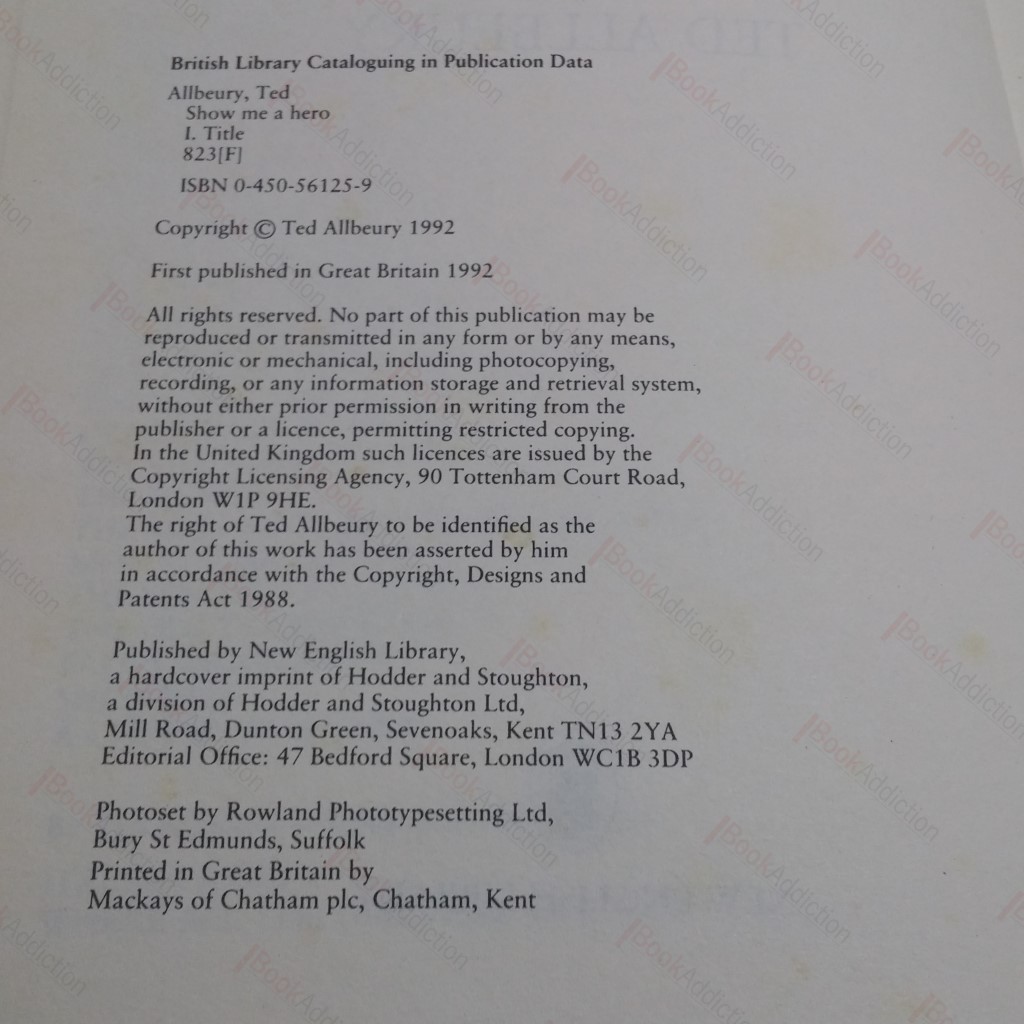 British Library Cataloguing in Publication Data
Allbeury, Ted
Show me a hero
I. Title
823[F]
ISBN 0-450-56125-9
Copyright © Ted Allbeury 1992
First published in Great Britain 1992
All rights reserved. No part of this publication may be
reproduced or transmitted in any form or by any means,
electronic or mechanical, including photocopying,
recording, or any information storage and retrieval system,
without either prior permission in writing from the
publisher or a licence, permitting restricted copying.
In the United Kingdom such licences are issued by the
Copyright Licensing Agency, 90 Tottenham Court Road,
London W1P 9HE.
The right of Ted Allbeury to be identified as the
author of this work has been asserted by him
in accordance with the Copyright, Designs and
Patents Act 1988.
Published by New English Library,
a hardcover imprint of Hodder and Stoughton,
a division of Hodder and Stoughton Ltd,
Mill Road, Dunton Green, Sevenoaks, Kent TN13 2YA
Editorial Office: 47 Bedford Square, London WC1B 3DP
Photoset by Rowland Phototypesetting Ltd,
Bury St Edmunds, Suffolk
Printed in Great Britain by
Mackays of Chatham plc, Chatham, Kent
BookAddiction